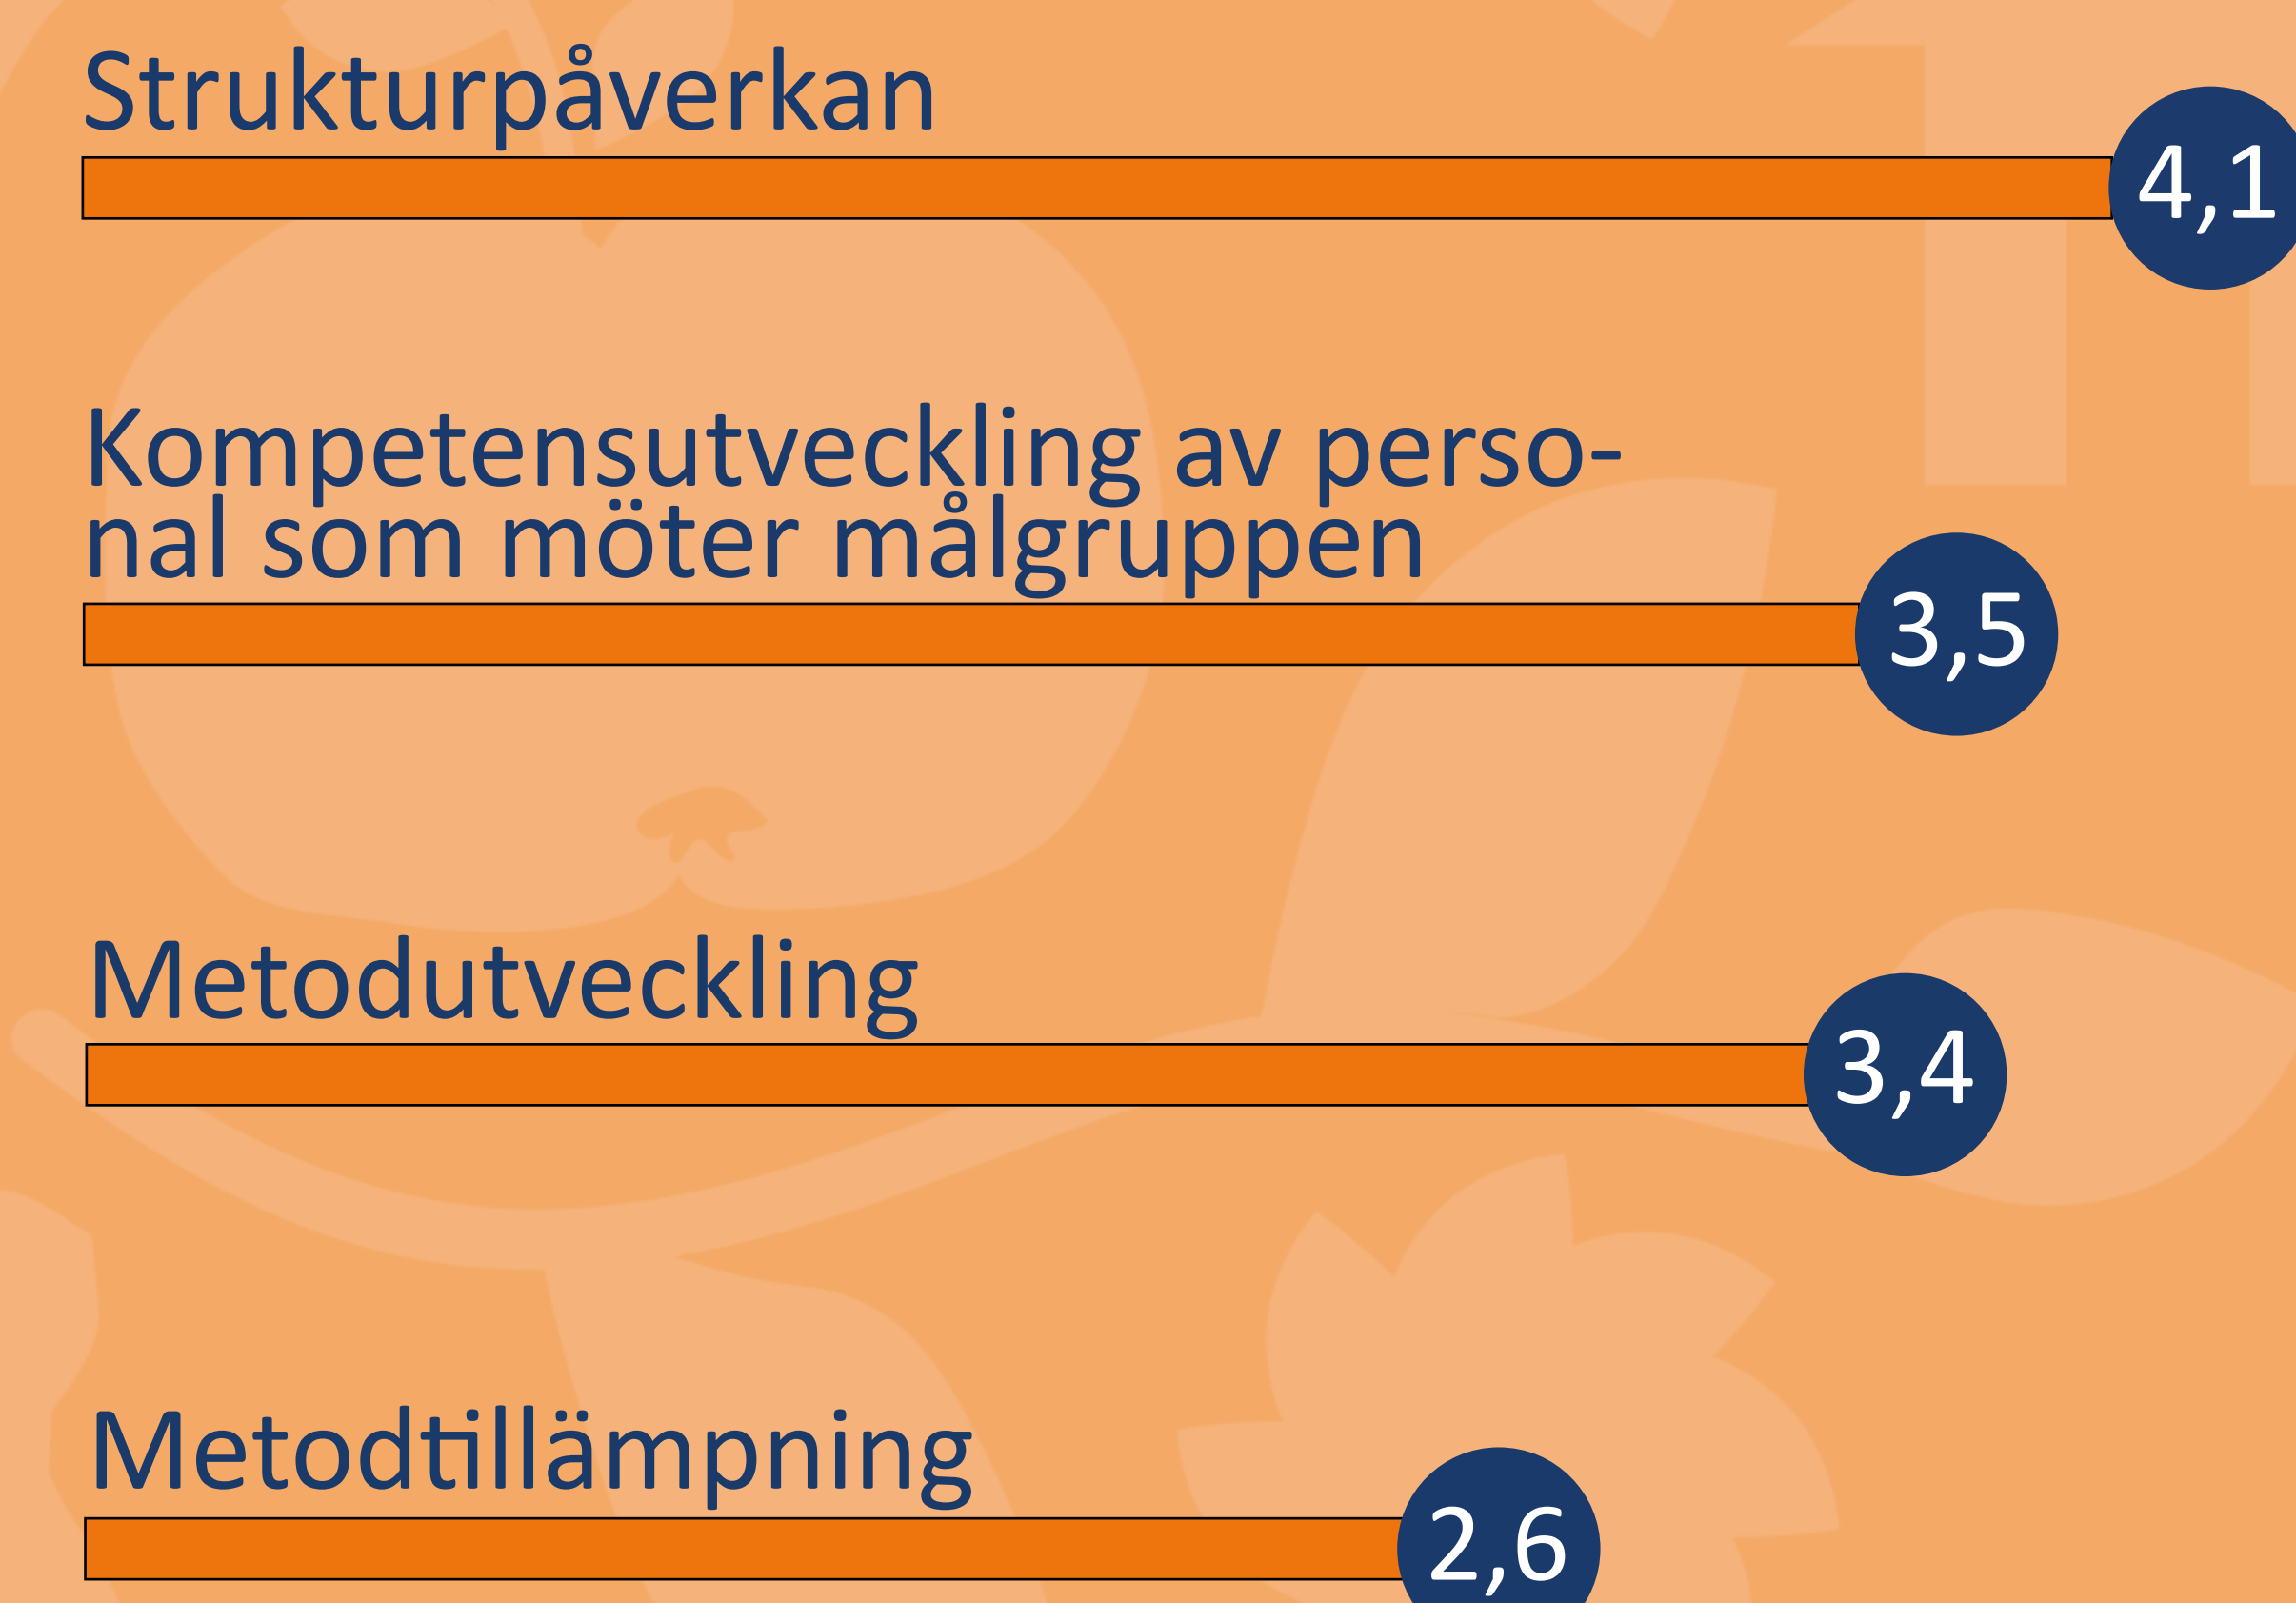 Strukturpåverkan
4,1
Kompetensutveckling av perso-
nal som möter målgruppen
3,5
Metodutveckling
3,4
Metodtillämpning
2,6